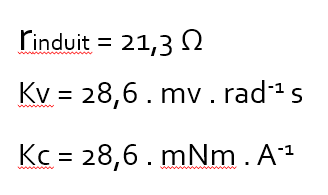 rinduit = 21,3 Ω
Kv = 28,6 . mv . rad⁻¹ s
Kc = 28,6 . mNm . A⁻¹